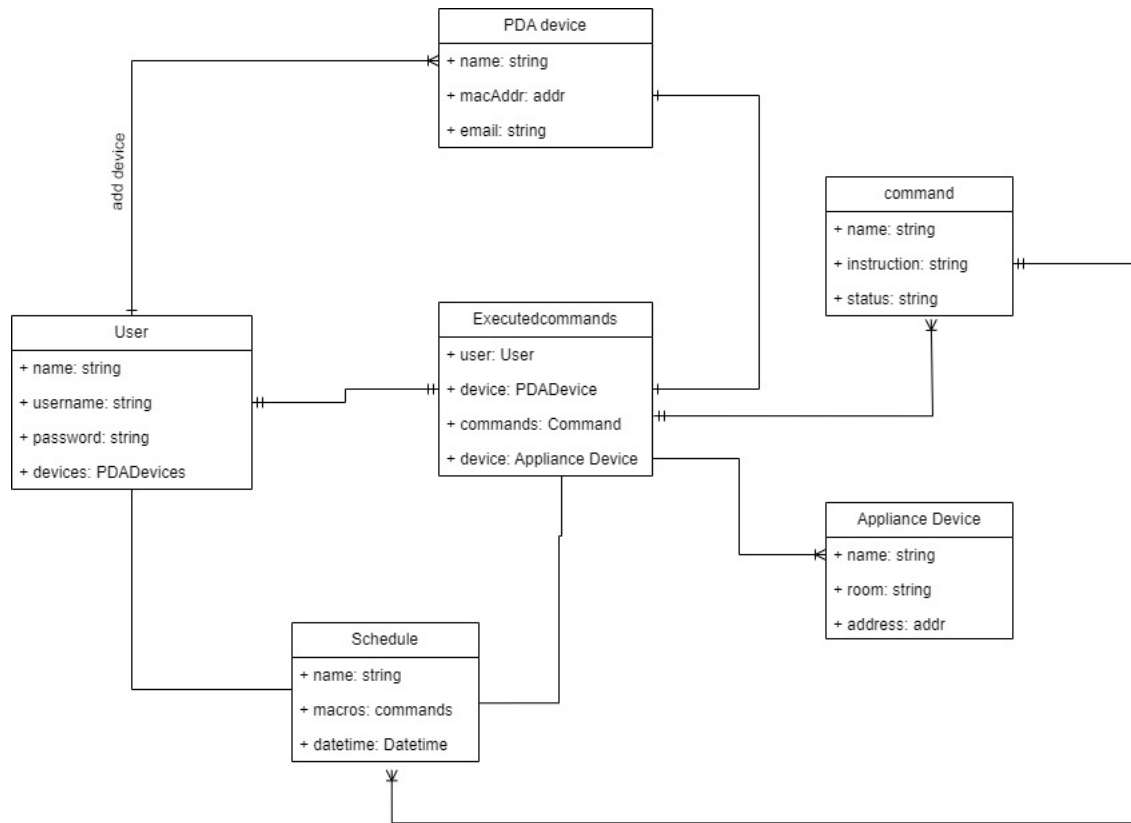 PDA device
+ name: string
+ macAddr: addr
+ email: string
add device
command
+ name: string
+ instruction: string
+ status: string
User
+ name: string
+ username: string
+ password: string
+ devices: PDADevices
Executedcommands
+ user: User
+ device: PDADevice
+ commands: Command
+ device: Appliance Device
Appliance Device
+ name: string
+ room: string
+ address: addr
Schedule
+ name: string
+ macros: commands
+ datetime: Datetime